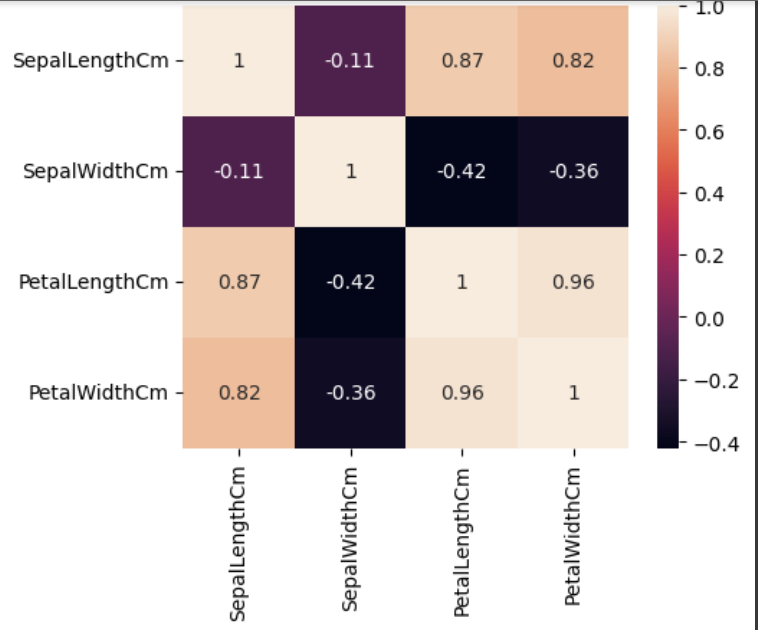 SepalLengthCm 1 -0.11 0.87 0.82
SepalWidthCm -0.11 1 -0.42 -0.36
PetalLengthCm 0.87 -0.42 1 0.96
PetalWidthCm 0.82 -0.36 0.96 1
SepalLengthCm
SepalWidthCm
PetalLengthCm
PetalWidthCm
1.0
0.8
0.6
0.4
0.2
0.0
−0.2
−0.4